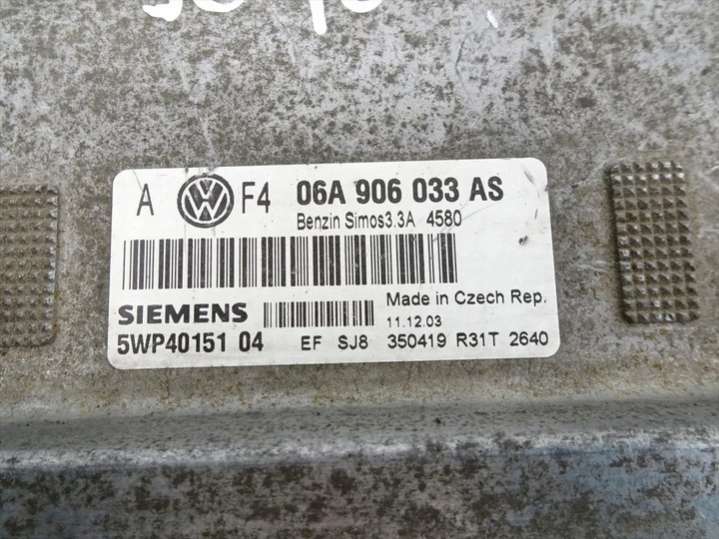 A VW F4 06A 906 033 AS
Benzin Simos3.3A 4580
SIEMENS Made in Czech Rep.
11.12.03
5WP40151 04 EF SJ8 350419 R31T 2640